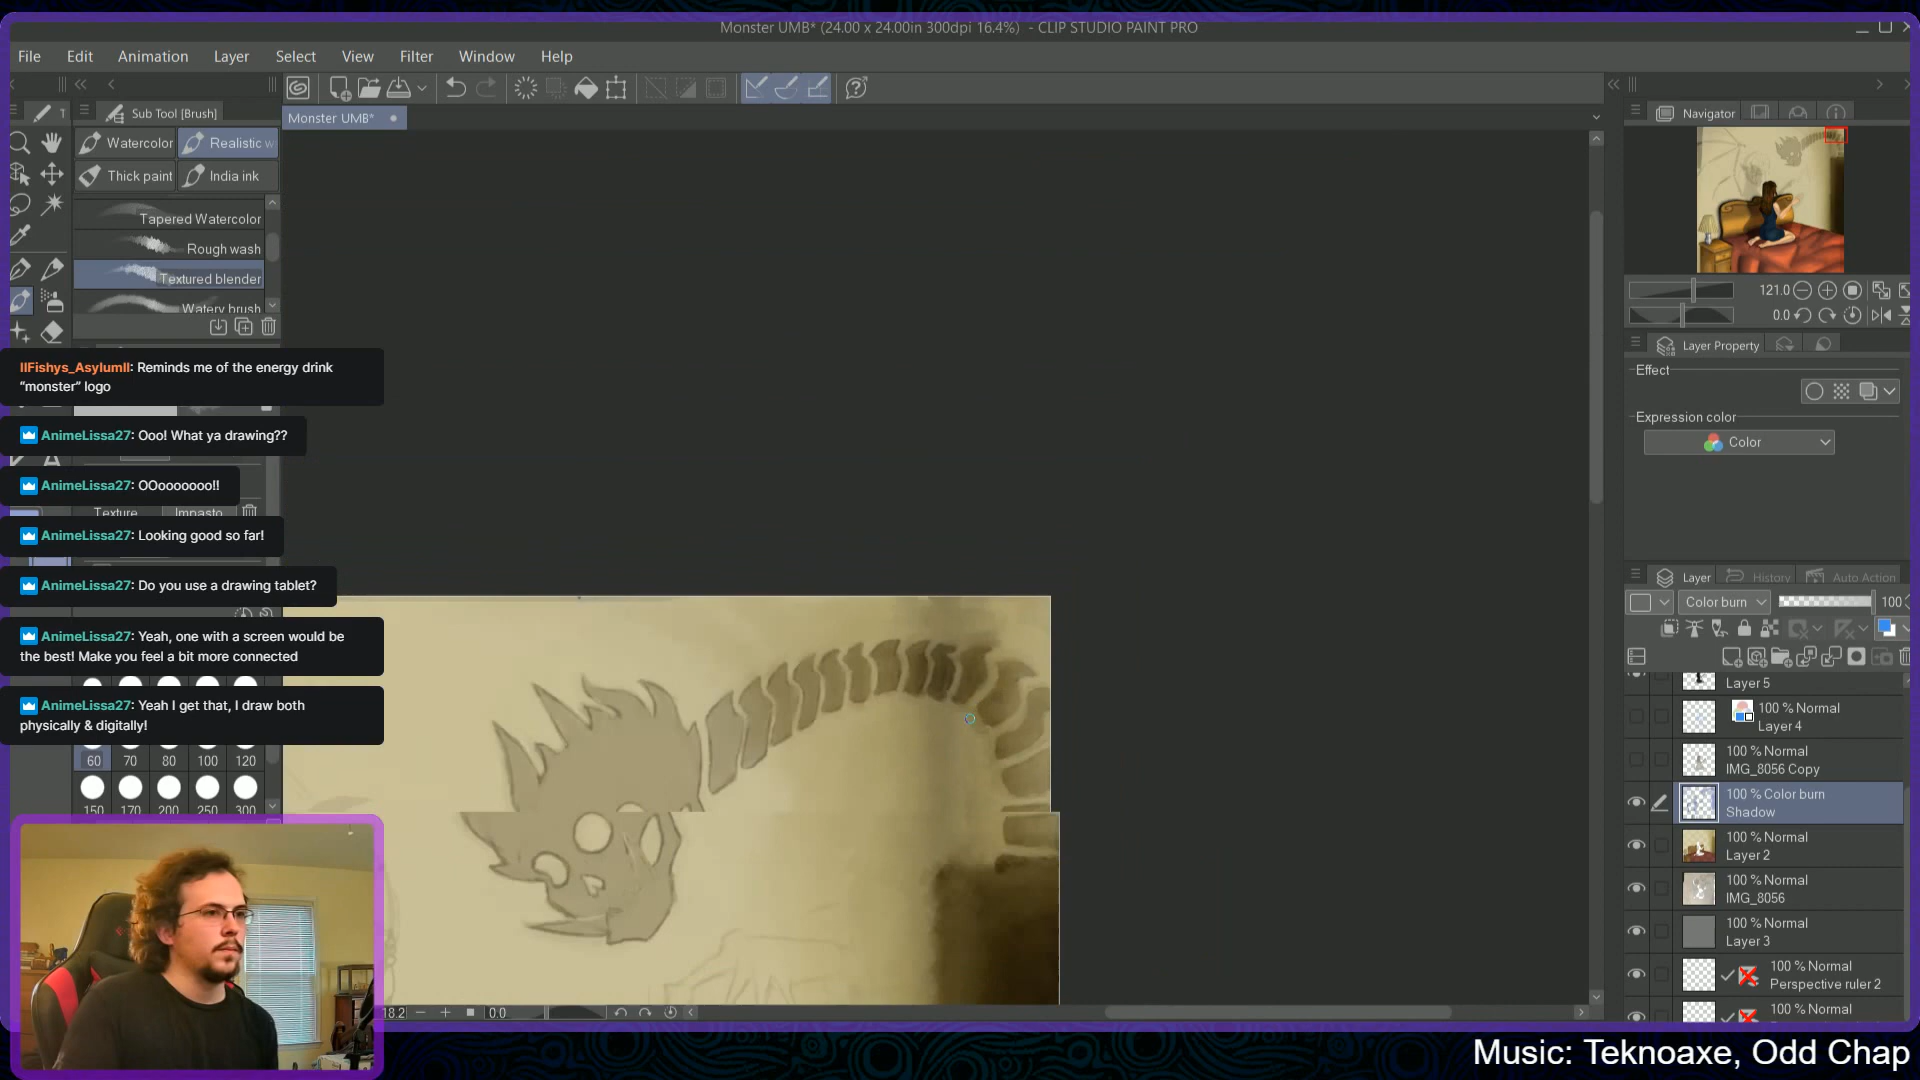 Monster UMB* (24.00 x 24.00in 300dpi 16.4%) - CLIP STUDIO PAINT PRO
File Edit Animation Layer Select View Filter Window Help
Sub Tool [Brush]
Monster UMB*
Navigator
Watercolor Realistic w
Thick paint India ink
Tapered Watercolor
Rough wash
Textured blender
Watery brush
121.0
0.0
Layer Property
Effect
Expression color
Color
IIFishys_AsylumII: Reminds me of the energy drink
“monster” logo
AnimeLissa27: Ooo! What ya drawing??
AnimeLissa27: OOooooooo!!
Texture Impasto
AnimeLissa27: Looking good so far!
AnimeLissa27: Do you use a drawing tablet?
AnimeLissa27: Yeah, one with a screen would be
the best! Make you feel a bit more connected
AnimeLissa27: Yeah I get that, I draw both
physically & digitally!
60 70 80 100 120
150 170 200 250 300
Layer History Auto Action
Color burn 100
Layer 5
100 % Normal
Layer 4
100 % Normal
IMG_8056 Copy
100 % Color burn
Shadow
100 % Normal
Layer 2
100 % Normal
IMG_8056
100 % Normal
Layer 3
100 % Normal
Perspective ruler 2
100 % Normal
18.2 0.0
Music: Teknoaxe, Odd Chap